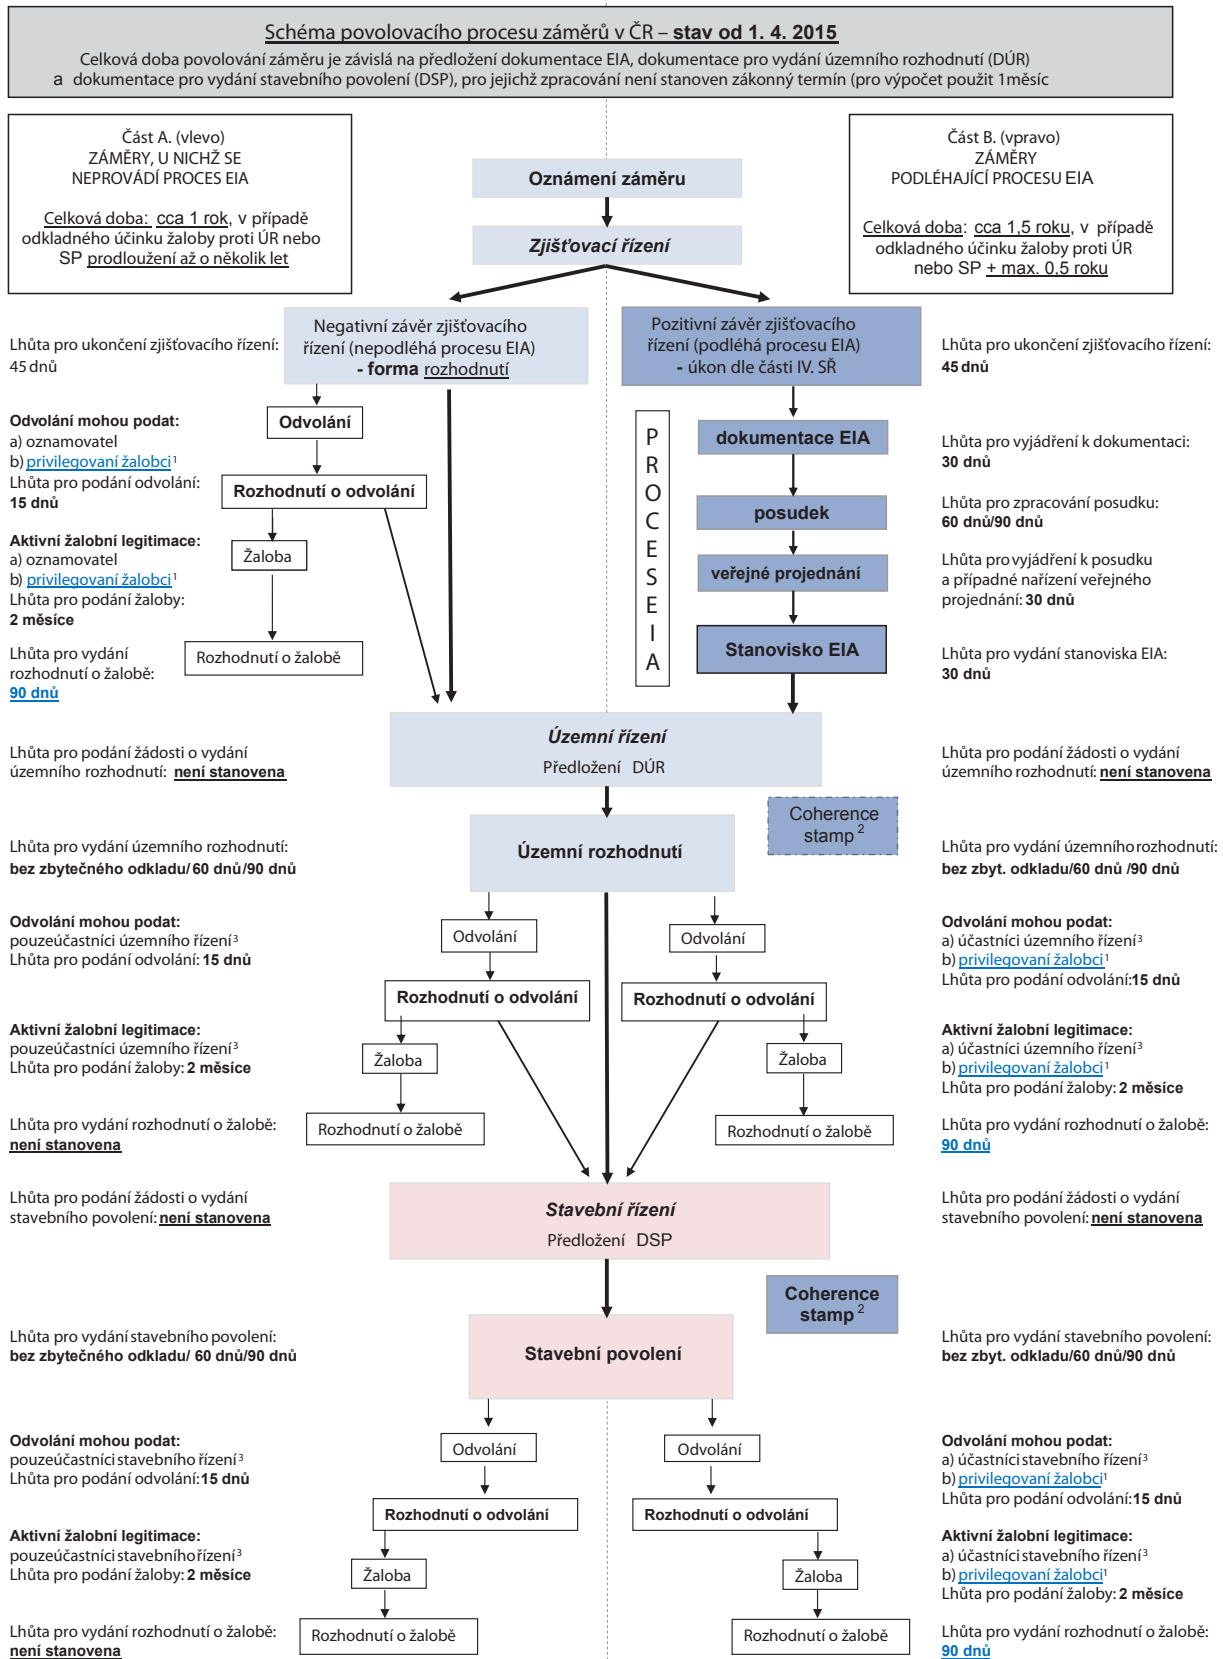 Schéma povolovacího procesu záměrů v ČR – stav od 1. 4. 2015
Celková doba povolování záměru je závislá na předložení dokumentace EIA, dokumentace pro vydání územního rozhodnutí (DÚR)
a dokumentace pro vydání stavebního povolení (DSP), pro jejichž zpracování není stanoven zákonný termín (pro výpočet použit 1měsíc
Část A. (vlevo)
ZÁMĚRY, U NICHŽ SE
NEPROVÁDÍ PROCES EIA
Celková doba: cca 1 rok, v případě
odkladného účinku žaloby proti ÚR nebo
SP prodloužení až o několik let
Část B. (vpravo)
ZÁMĚRY
PODLÉHAJÍCÍ PROCESU EIA
Celková doba: cca 1,5 roku, v případě
odkladného účinku žaloby proti ÚR
nebo SP + max. 0,5 roku
Oznámení záměru
Zjišťovací řízení
Negativní závěr zjišťovacího
řízení (nepodléhá procesu EIA)
- forma rozhodnutí
Pozitivní závěr zjišťovacího
řízení (podléhá procesu EIA)
- úkon dle části IV. SŘ
Lhůta pro ukončení zjišťovacího řízení:
45 dnů
Lhůta pro ukončení zjišťovacího řízení:
45 dnů
Odvolání mohou podat:
a) oznamovatel
b) privilegovaní žalobci1
Lhůta pro podání odvolání:
15 dnů
Aktivní žalobní legitimace:
a) oznamovatel
b) privilegovaní žalobci1
Lhůta pro podání žaloby:
2 měsíce
Lhůta pro vydání
rozhodnutí o žalobě:
90 dnů
Odvolání
Rozhodnutí o odvolání
Žaloba
Rozhodnutí o žalobě
P
R
O
C
E
S
E
I
A
dokumentace EIA
posudek
veřejné projednání
Stanovisko EIA
Lhůta pro vyjádření k dokumentaci:
30 dnů
Lhůta pro zpracování posudku:
60 dnů/90 dnů
Lhůta pro vyjádření k posudku
a případné nařízení veřejného
projednání: 30 dnů
Lhůta pro vydání stanoviska EIA:
30 dnů
Územní řízení
Předložení DÚR
Lhůta pro podání žádosti o vydání
územního rozhodnutí: není stanovena
Lhůta pro podání žádosti o vydání
územního rozhodnutí: není stanovena
Coherence
stamp 2
Územní rozhodnutí
Lhůta pro vydání územního rozhodnutí:
bez zbytečného odkladu/ 60 dnů/90 dnů
Lhůta pro vydání územního rozhodnutí:
bez zbyt. odkladu/60 dnů /90 dnů
Odvolání mohou podat:
pouzeúčastníci územního řízení3
Lhůta pro podání odvolání: 15 dnů
Aktivní žalobní legitimace:
pouzeúčastníci územního řízení3
Lhůta pro podání žaloby: 2 měsíce
Lhůta pro vydání rozhodnutí o žalobě:
není stanovena
Odvolání
Rozhodnutí o odvolání
Žaloba
Rozhodnutí o žalobě
Odvolání
Rozhodnutí o odvolání
Žaloba
Rozhodnutí o žalobě
Odvolání mohou podat:
a) účastníci územního řízení3
b) privilegovaní žalobci1
Lhůta pro podání odvolání:15 dnů
Aktivní žalobní legitimace:
a) účastníci územního řízení3
b) privilegovaní žalobci1
Lhůta pro podání žaloby: 2 měsíce
Lhůta pro vydání rozhodnutí o žalobě:
90 dnů
Stavební řízení
Předložení DSP
Lhůta pro podání žádosti o vydání
stavebního povolení: není stanovena
Lhůta pro podání žádosti o vydání
stavebního povolení: není stanovena
Coherence
stamp 2
Stavební povolení
Lhůta pro vydání stavebního povolení:
bez zbytečného odkladu/ 60 dnů/90 dnů
Lhůta pro vydání stavebního povolení:
bez zbyt. odkladu/60 dnů/90 dnů
Odvolání mohou podat:
pouzeúčastníci stavebního řízení3
Lhůta pro podání odvolání: 15 dnů
Aktivní žalobní legitimace:
pouzeúčastníci stavebního řízení3
Lhůta pro podání žaloby: 2 měsíce
Lhůta pro vydání rozhodnutí o žalobě:
není stanovena
Odvolání
Rozhodnutí o odvolání
Žaloba
Rozhodnutí o žalobě
Odvolání
Rozhodnutí o odvolání
Žaloba
Rozhodnutí o žalobě
Odvolání mohou podat:
a) účastníci stavebního řízení3
b) privilegovaní žalobci1
Lhůta pro podání odvolání: 15 dnů
Aktivní žalobní legitimace:
a) účastníci stavebního řízení3
b) privilegovaní žalobci1
Lhůta pro podání žaloby: 2 měsíce
Lhůta pro vydání rozhodnutí o žalobě:
90 dnů